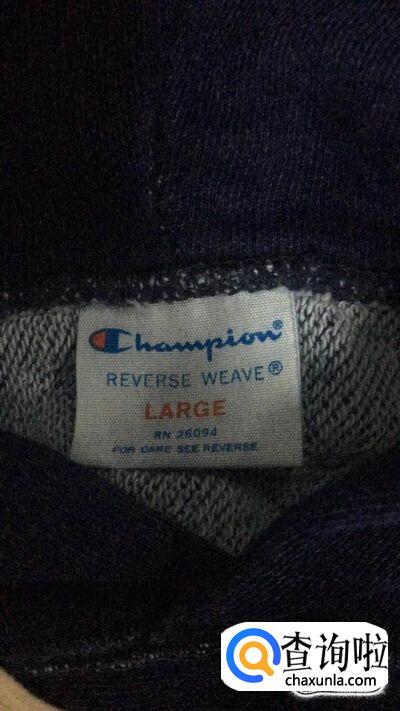 Champion®
REVERSE WEAVE®
LARGE
RN 26094
FOR CARE SEE REVERSE
查询啦
chaxunla.com